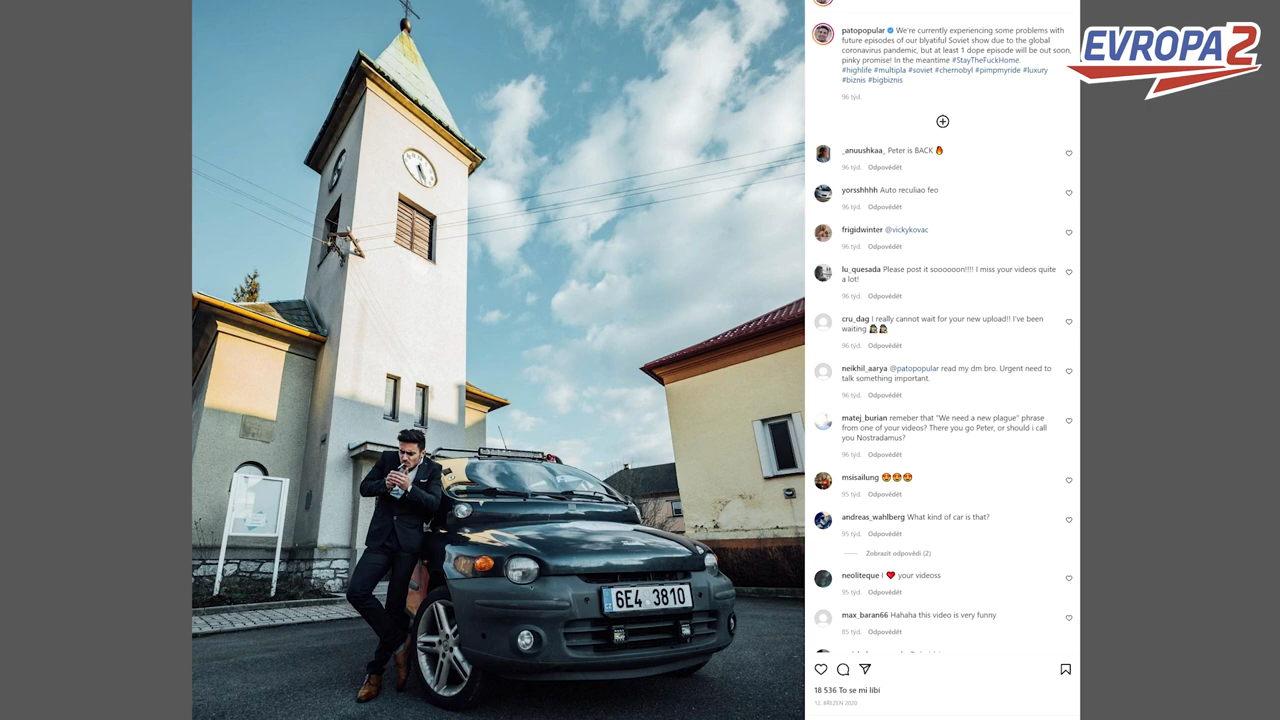 EVROPA 2
patopopular We're currently experiencing some problems with
future episodes of our blyatiful Soviet show due to the global
coronavirus pandemic, but at least 1 dope episode will be out soon,
pinky promise! In the meantime #StayTheFuckHome.
#highlife #multipla #soviet #chernobyl #pimpmyride #luxury
#biznis #bigbiznis
96 týd.
_anuushkaa_ Peter is BACK 🔥
96 týd. Odpovědět
yorsshhhh Auto reculiao feo
96 týd. Odpovědět
frigidwinter @vickykovac
96 týd. Odpovědět
lu_quesada Please post it soooooon!!!! I miss your videos quite
a lot!
96 týd. Odpovědět
cru_dag I really cannot wait for your new upload!! I've been
waiting
96 týd. Odpovědět
neikhil_aarya @patopopular read my dm bro. Urgent need to
talk something important.
96 týd. Odpovědět
matej_burian remeber that "We need a new plague" phrase
from one of your videos? There you go Peter, or should i call
you Nostradamus?
96 týd. Odpovědět
msisailung 😍😍😍
95 týd. Odpovědět
andreas_wahlberg What kind of car is that?
95 týd. Odpovědět
Zobrazit odpovědi (2)
neoliteque I ❤ your videoss
95 týd. Odpovědět
max_baran66 Hahaha this video is very funny
85 týd. Odpovědět
18 536 To se mi líbí
12. BŘEZEN 2020
6E4 3810